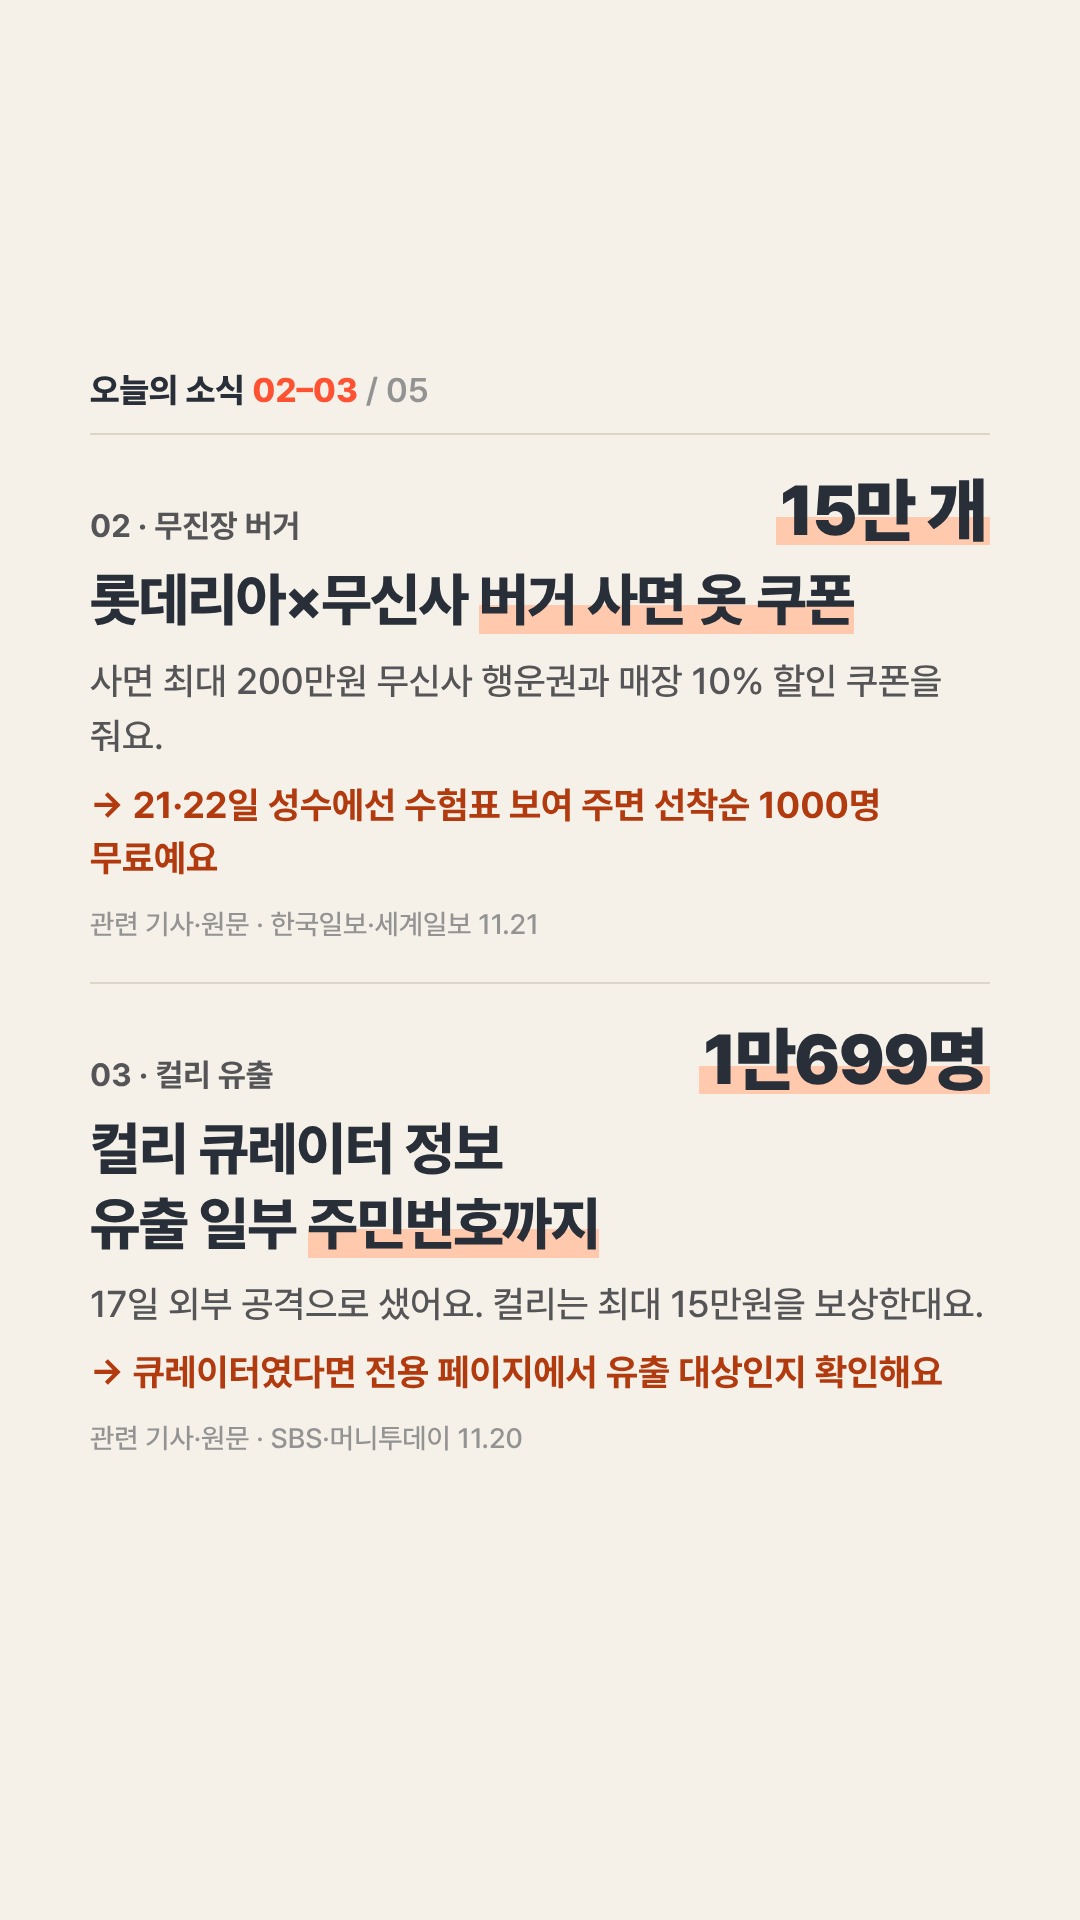 오늘의 소식 02–03 / 05
02 · 무진장 버거
15만 개
롯데리아×무신사 버거 사면 옷 쿠폰
사면 최대 200만원 무신사 행운권과 매장 10% 할인 쿠폰을
줘요.
→ 21·22일 성수에선 수험표 보여 주면 선착순 1000명
무료예요
관련 기사·원문 · 한국일보·세계일보 11.21
03 · 컬리 유출
1만699명
컬리 큐레이터 정보
유출 일부 주민번호까지
17일 외부 공격으로 샜어요. 컬리는 최대 15만원을 보상한대요.
→ 큐레이터였다면 전용 페이지에서 유출 대상인지 확인해요
관련 기사·원문 · SBS·머니투데이 11.20